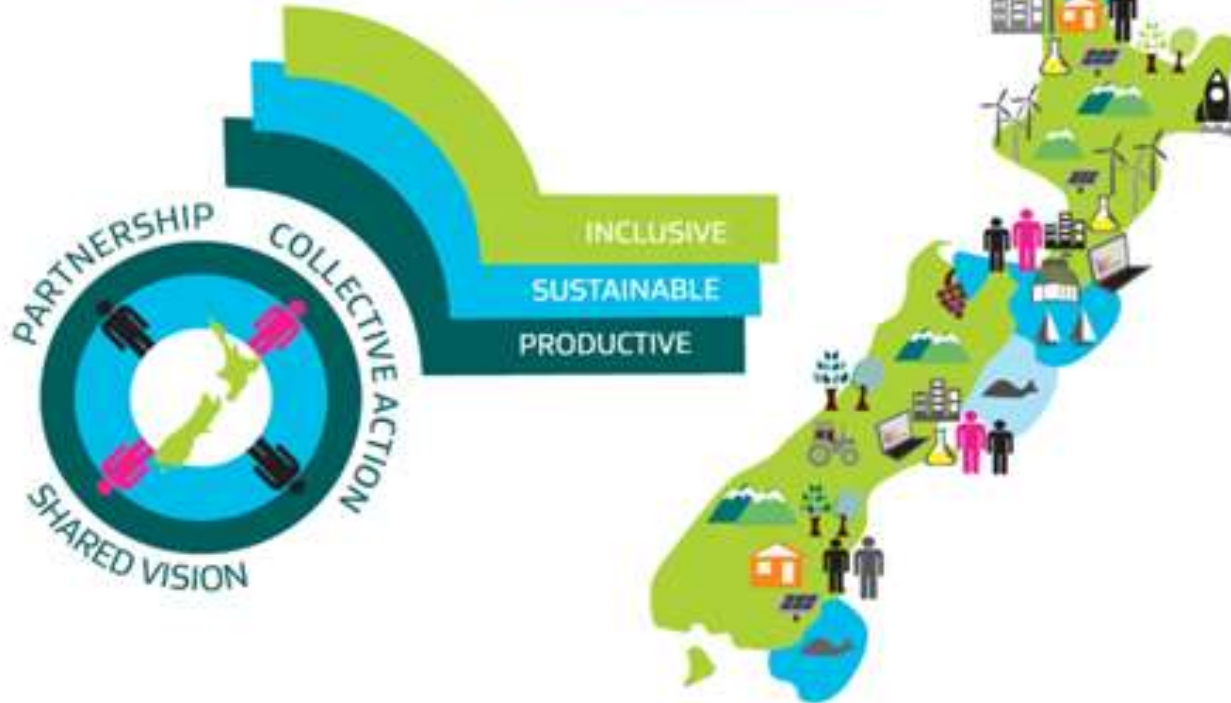 PARTNERSHIP
COLLECTIVE ACTION
SHARED VISION
INCLUSIVE
SUSTAINABLE
PRODUCTIVE